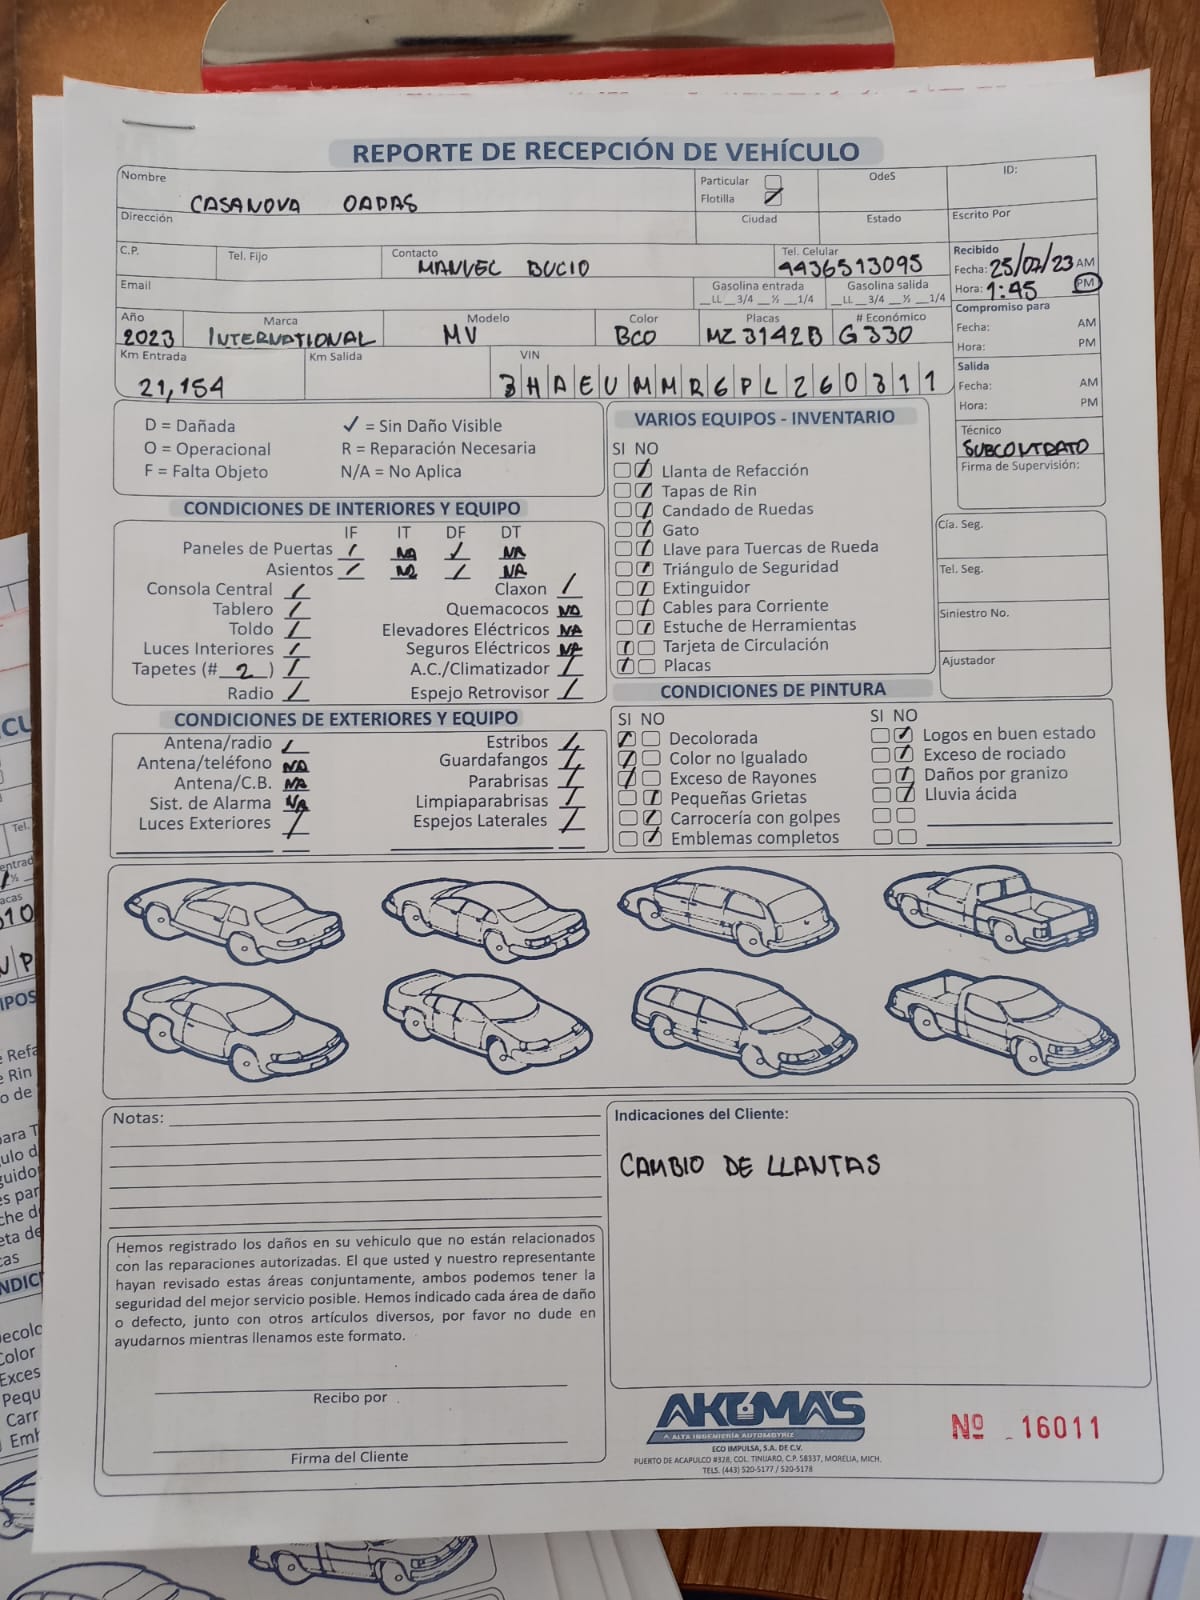 REPORTE DE RECEPCIÓN DE VEHÍCULO
Nombre CASANOVA OADAS
Particular
Flotilla
OdeS
ID:
Dirección
Ciudad
Estado
Escrito Por
C.P.
Tel. Fijo
Contacto MANUEL BUCIO
Tel. Celular 4436513095
Recibido
Fecha: 25/07/23 AM
Hora: 1:45 PM
Email
Gasolina entrada
__LL __3/4 __½ __1/4
Gasolina salida
__LL __3/4 __½ __1/4
Compromiso para
Fecha: AM
Hora: PM
Año 2023
Marca INTERNATIONAL
Modelo MV
Color BCO
Placas MZ3142B
# Económico G330
Km Entrada 21,154
Km Salida
VIN 3HAEUMMR6PL260311
Salida
Fecha: AM
Hora: PM
Técnico
SUBCONTRATO
Firma de Supervisión:
D = Dañada ✓ = Sin Daño Visible
O = Operacional R = Reparación Necesaria
F = Falta Objeto N/A = No Aplica
CONDICIONES DE INTERIORES Y EQUIPO
IF IT DF DT
Paneles de Puertas ✓ NA ✓ NA
Asientos ✓ NA ✓ NA
Consola Central ✓ Claxon ✓
Tablero ✓ Quemacocos NA
Toldo ✓ Elevadores Eléctricos NA
Luces Interiores ✓ Seguros Eléctricos NA
Tapetes (# 2 ) ✓ A.C./Climatizador ✓
Radio ✓ Espejo Retrovisor ✓
VARIOS EQUIPOS - INVENTARIO
SI NO
Llanta de Refacción
Tapas de Rin
Candado de Ruedas
Gato
Llave para Tuercas de Rueda
Triángulo de Seguridad
Extinguidor
Cables para Corriente
Estuche de Herramientas
Tarjeta de Circulación
Placas
Cía. Seg.
Tel. Seg.
Siniestro No.
Ajustador
CONDICIONES DE EXTERIORES Y EQUIPO
Antena/radio ✓ Estribos ✓
Antena/teléfono NA Guardafangos ✓
Antena/C.B. NA Parabrisas ✓
Sist. de Alarma NA Limpiaparabrisas ✓
Luces Exteriores ✓ Espejos Laterales ✓
CONDICIONES DE PINTURA
SI NO SI NO
Decolorada Logos en buen estado
Color no Igualado Exceso de rociado
Exceso de Rayones Daños por granizo
Pequeñas Grietas Lluvia ácida
Carrocería con golpes
Emblemas completos
Notas:
Indicaciones del Cliente:
CAMBIO DE LLANTAS
Hemos registrado los daños en su vehiculo que no están relacionados
con las reparaciones autorizadas. El que usted y nuestro representante
hayan revisado estas áreas conjuntamente, ambos podemos tener la
seguridad del mejor servicio posible. Hemos indicado cada área de daño
o defecto, junto con otros artículos diversos, por favor no dude en
ayudarnos mientras llenamos este formato.
Recibo por
Firma del Cliente
AKUMAS
A ALTA INGENIERÍA AUTOMOTRIZ
ECO IMPULSA, S.A. DE C.V.
PUERTO DE ACAPULCO #328, COL. TINIJARO, C.P. 58337, MORELIA, MICH.
TELS. (443) 520-5177 / 520-5178
Nº 16011